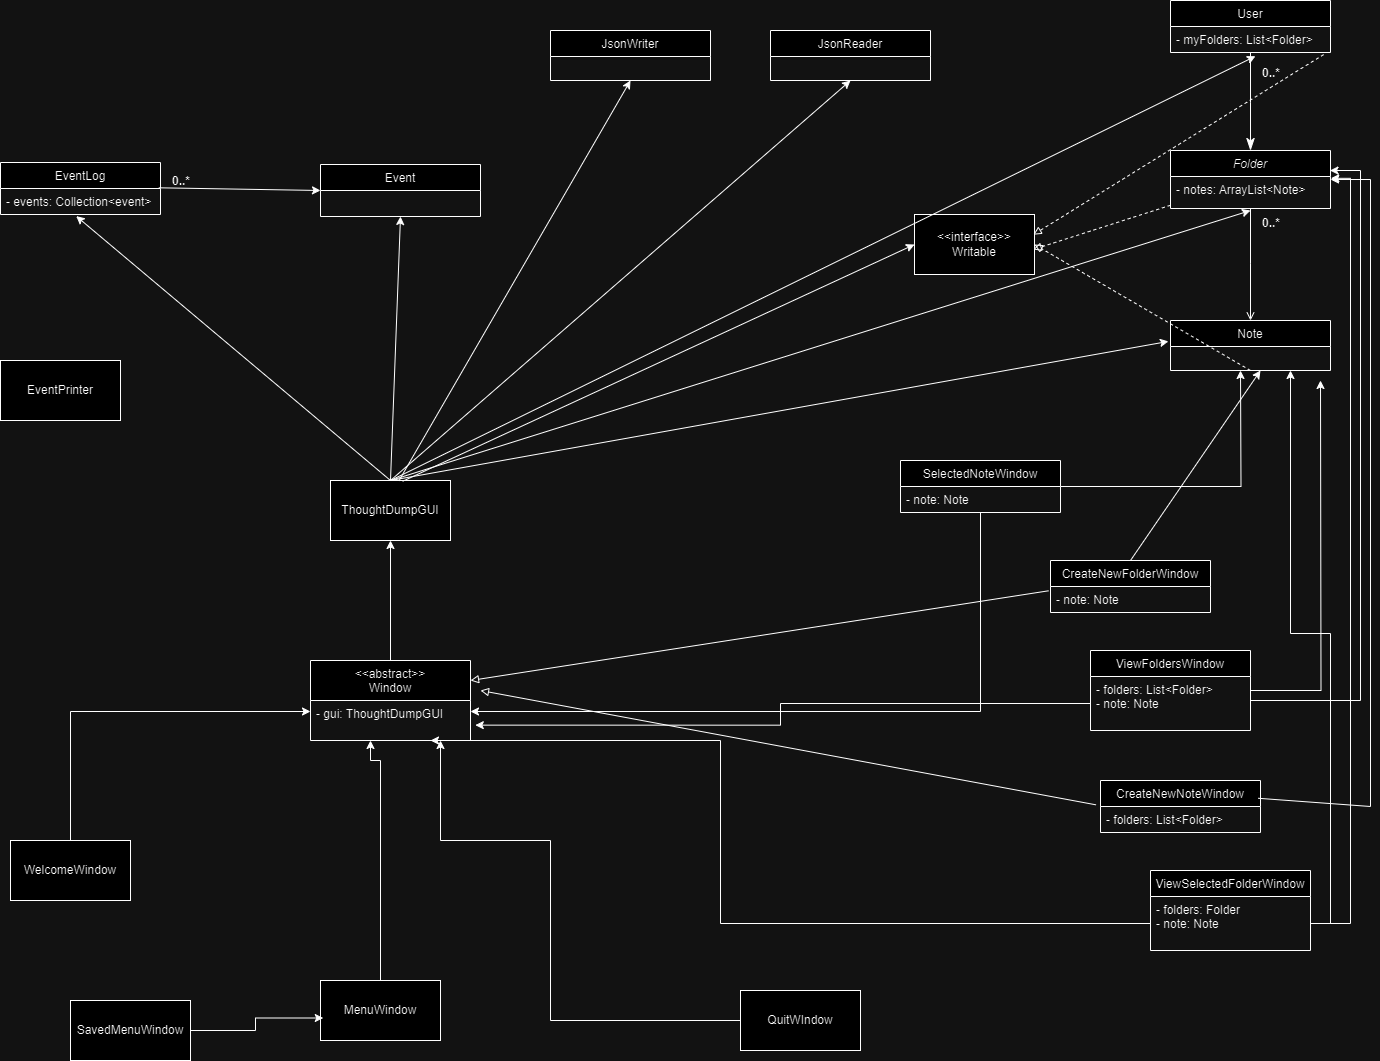 User
- myFolders: List<Folder>
JsonWriter
JsonReader
0..*
EventLog
- events: Collection<event>
0..*
Event
Folder
- notes: ArrayList<Note>
0..*
<<interface>>
Writable
Note
EventPrinter
SelectedNoteWindow
- note: Note
ThoughtDumpGUI
CreateNewFolderWindow
- note: Note
<<abstract>>
Window
- gui: ThoughtDumpGUI
ViewFoldersWindow
- folders: List<Folder>
- note: Note
CreateNewNoteWindow
- folders: List<Folder>
WelcomeWindow
ViewSelectedFolderWindow
- folders: Folder
- note: Note
MenuWindow
SavedMenuWindow
QuitWIndow